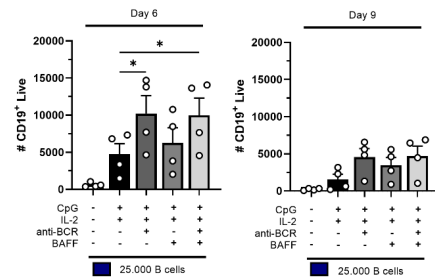 Day 6
20000
15000
10000
5000
0
# CD19+ Live
*
*
CpG - + + + +
IL-2 - + + + +
anti-BCR - - + - +
BAFF - - - + +
25.000 B cells
Day 9
20000
15000
10000
5000
0
# CD19+ Live
CpG - + + + +
IL-2 - + + + +
anti-BCR - - + - +
BAFF - - - + +
25.000 B cells